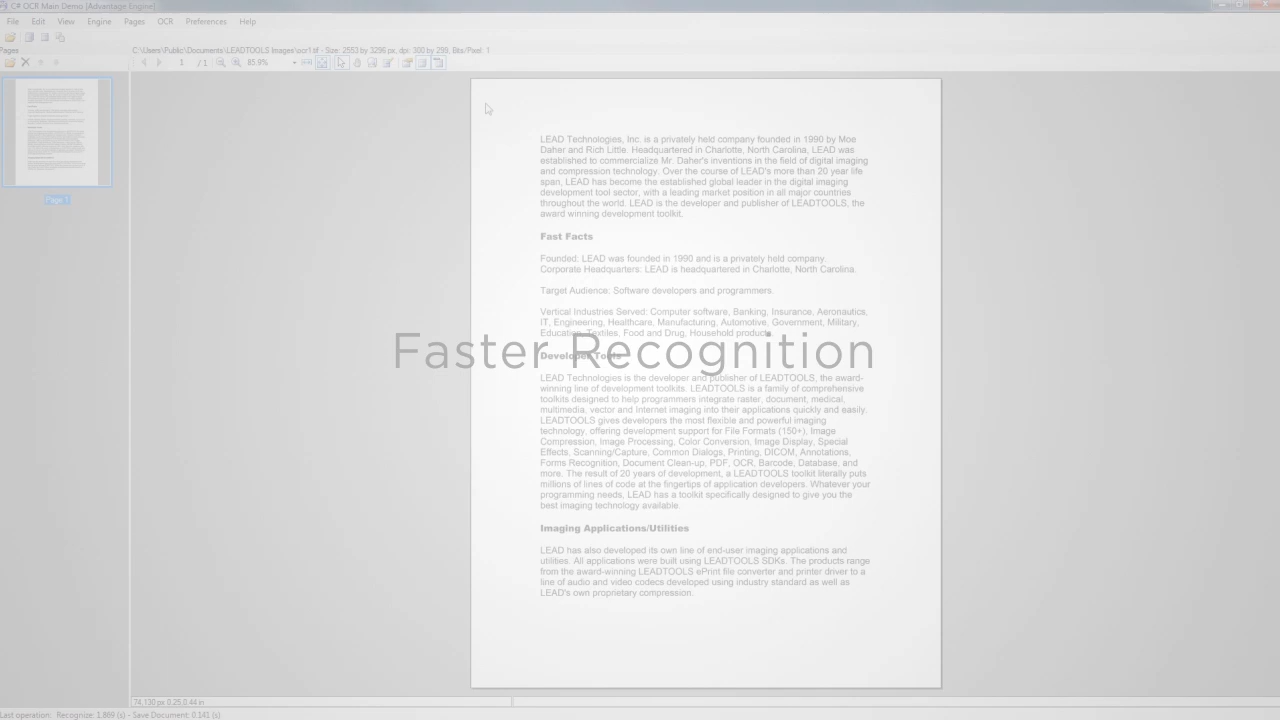 C# OCR Main Demo [Advantage Engine]
File Edit View Engine Pages OCR Preferences Help
Pages
C:\Users\Public\Documents\LEADTOOLS Images\ocr1.tif - Size: 2553 by 3296 px, dpi: 300 by 299, Bits/Pixel: 1
1 / 1 85.9%
Page 1
LEAD Technologies, Inc. is a privately held company founded in 1990 by Moe
Daher and Rich Little. Headquartered in Charlotte, North Carolina, LEAD was
established to commercialize Mr. Daher's inventions in the field of digital imaging
and compression technology. Over the course of LEAD's more than 20 year life
span, LEAD has become the established global leader in the digital imaging
development tool sector, with a leading market position in all major countries
throughout the world. LEAD is the developer and publisher of LEADTOOLS, the
award winning development toolkit.
Fast Facts
Founded: LEAD was founded in 1990 and is a privately held company.
Corporate Headquarters: LEAD is headquartered in Charlotte, North Carolina.
Target Audience: Software developers and programmers.
Vertical Industries Served: Computer software, Banking, Insurance, Aeronautics,
IT, Engineering, Healthcare, Manufacturing, Automotive, Government, Military,
Education, Textiles, Food and Drug, Household products.
Faster Recognition
Developer Tools
LEAD Technologies is the developer and publisher of LEADTOOLS, the award-
winning line of development toolkits. LEADTOOLS is a family of comprehensive
toolkits designed to help programmers integrate raster, document, medical,
multimedia, vector and Internet imaging into their applications quickly and easily.
LEADTOOLS gives developers the most flexible and powerful imaging
technology, offering development support for File Formats (150+), Image
Compression, Image Processing, Color Conversion, Image Display, Special
Effects, Scanning/Capture, Common Dialogs, Printing, DICOM, Annotations,
Forms Recognition, Document Clean-up, PDF, OCR, Barcode, Database, and
more. The result of 20 years of development, a LEADTOOLS toolkit literally puts
millions of lines of code at the fingertips of application developers. Whatever your
programming needs, LEAD has a toolkit specifically designed to give you the
best imaging technology available.
Imaging Applications/Utilities
LEAD has also developed its own line of end-user imaging applications and
utilities. All applications were built using LEADTOOLS SDKs. The products range
from the award-winning LEADTOOLS ePrint file converter and printer driver to a
line of audio and video codecs developed using industry standard as well as
LEAD's own proprietary compression.
74,130 px 0.25,0.44 in
Last operation: Recognize: 1.869 (s) - Save Document: 0.141 (s)